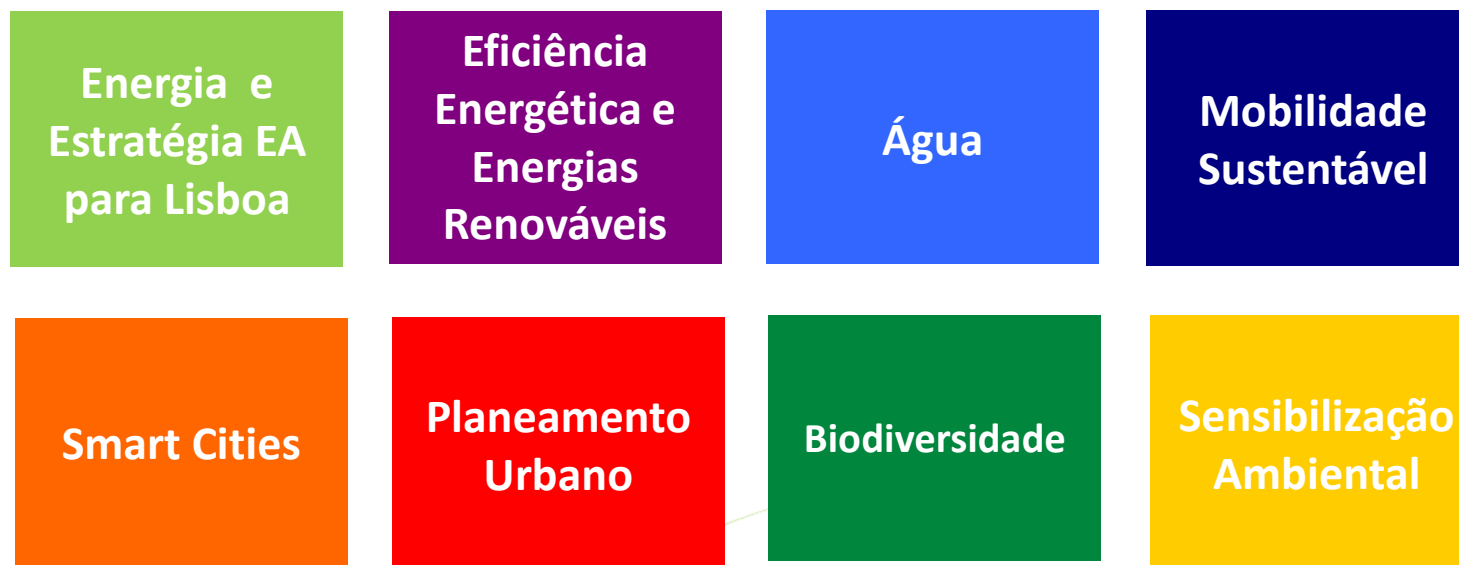 Energia e
Estratégia EA
para Lisboa
Eficiência
Energética e
Energias
Renováveis
Água
Mobilidade
Sustentável
Smart Cities
Planeamento
Urbano
Biodiversidade
Sensibilização
Ambiental